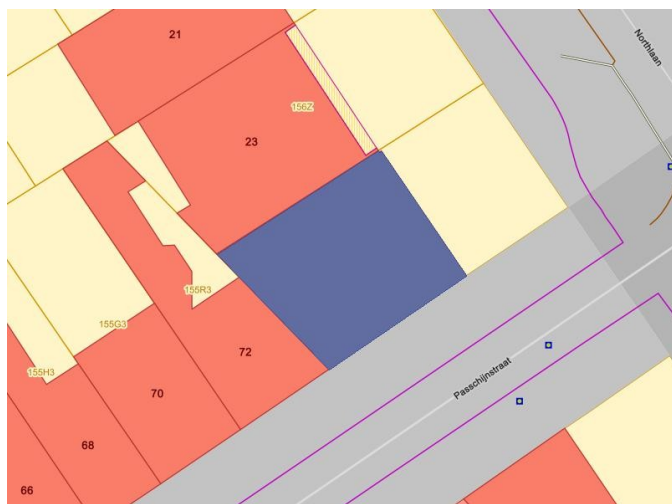 21
Northlaan
156Z
23
155R3
155G3
72
155H3
Passchijnstraat
70
68
66